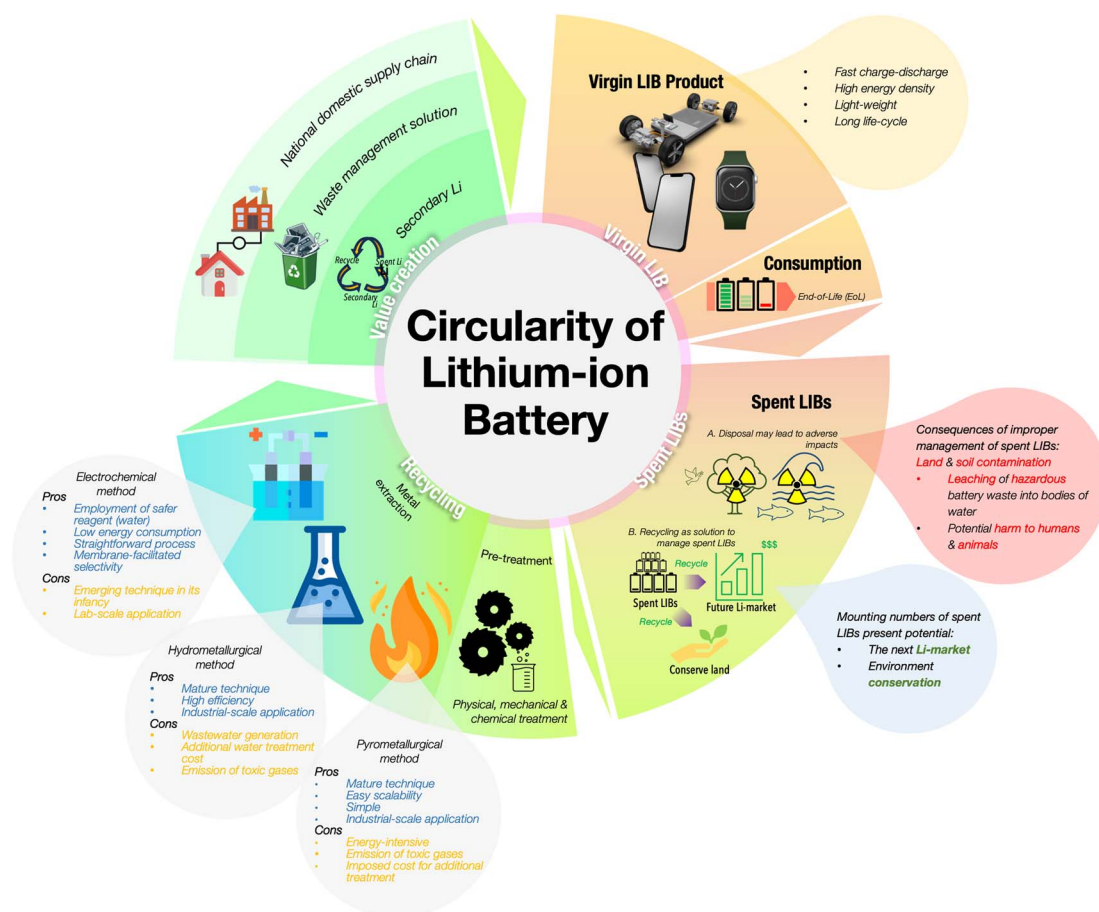 Circularity of
Lithium-ion
Battery
Virgin LIB
Virgin LIB Product
• Fast charge-discharge
• High energy density
• Light-weight
• Long life-cycle
Consumption
End-of-Life (EoL)
Spent LIBs
Spent LIBs
A. Disposal may lead to adverse
impacts
Consequences of improper
management of spent LIBs:
Land & soil contamination
• Leaching of hazardous
battery waste into bodies of
water
• Potential harm to humans
& animals
B. Recycling as solution to
manage spent LIBs
Recycle
$$$
Spent LIBs
Future Li-market
Recycle
Conserve land
Mounting numbers of spent
LIBs present potential:
• The next Li-market
• Environment
conservation
Recycling
Pre-treatment
Physical, mechanical &
chemical treatment
Metal
extraction
Pyrometallurgical
method
Pros
• Mature technique
• Easy scalability
• Simple
• Industrial-scale application
Cons
• Energy-intensive
• Emission of toxic gases
• Imposed cost for additional
treatment
Hydrometallurgical
method
Pros
• Mature technique
• High efficiency
• Industrial-scale application
Cons
• Wastewater generation
• Additional water treatment
cost
• Emission of toxic gases
Electrochemical
method
Pros
• Employment of safer
reagent (water)
• Low energy consumption
• Straightforward process
• Membrane-facilitated
selectivity
Cons
• Emerging technique in its
infancy
• Lab-scale application
Value creation
Secondary Li
Recycle
Spent Li
Secondary
Li
Waste management solution
National domestic supply chain